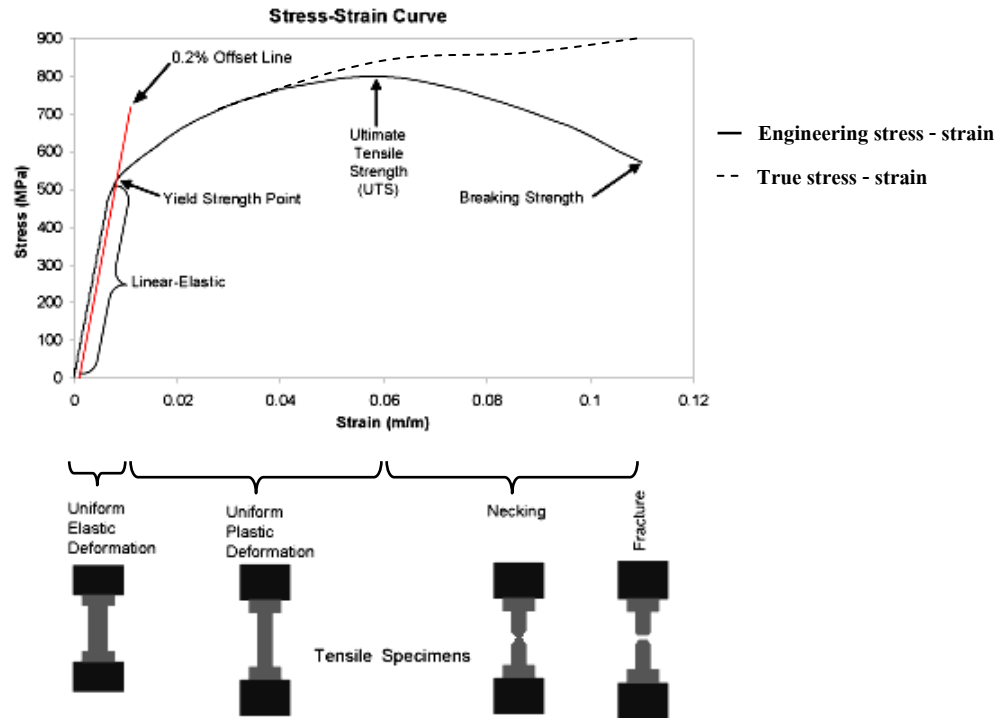 Stress-Strain Curve
900
800
700
600
500
400
300
200
100
0
Stress (MPa)
0.2% Offset Line
Ultimate
Tensile
Strength
(UTS)
Yield Strength Point
Breaking Strength
Linear-Elastic
0 0.02 0.04 0.06 0.08 0.1 0.12
Strain (m/m)
Engineering stress - strain
True stress - strain
Uniform
Elastic
Deformation
Uniform
Plastic
Deformation
Necking
Fracture
Tensile Specimens